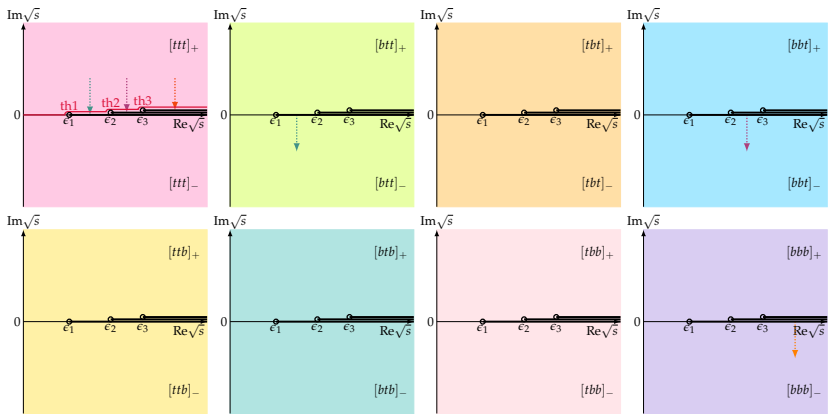 Im√s Im√s Im√s Im√s
[ttt]₊ [btt]₊ [tbt]₊ [bbt]₊
th1 th2 th3
0 0 0 0
ϵ₁ ϵ₂ ϵ₃ Re√s ϵ₁ ϵ₂ ϵ₃ Re√s ϵ₁ ϵ₂ ϵ₃ Re√s ϵ₁ ϵ₂ ϵ₃ Re√s
[ttt]₋ [btt]₋ [tbt]₋ [bbt]₋
Im√s Im√s Im√s Im√s
[ttb]₊ [btb]₊ [tbb]₊ [bbb]₊
0 0 0 0
ϵ₁ ϵ₂ ϵ₃ Re√s ϵ₁ ϵ₂ ϵ₃ Re√s ϵ₁ ϵ₂ ϵ₃ Re√s ϵ₁ ϵ₂ ϵ₃ Re√s
[ttb]₋ [btb]₋ [tbb]₋ [bbb]₋